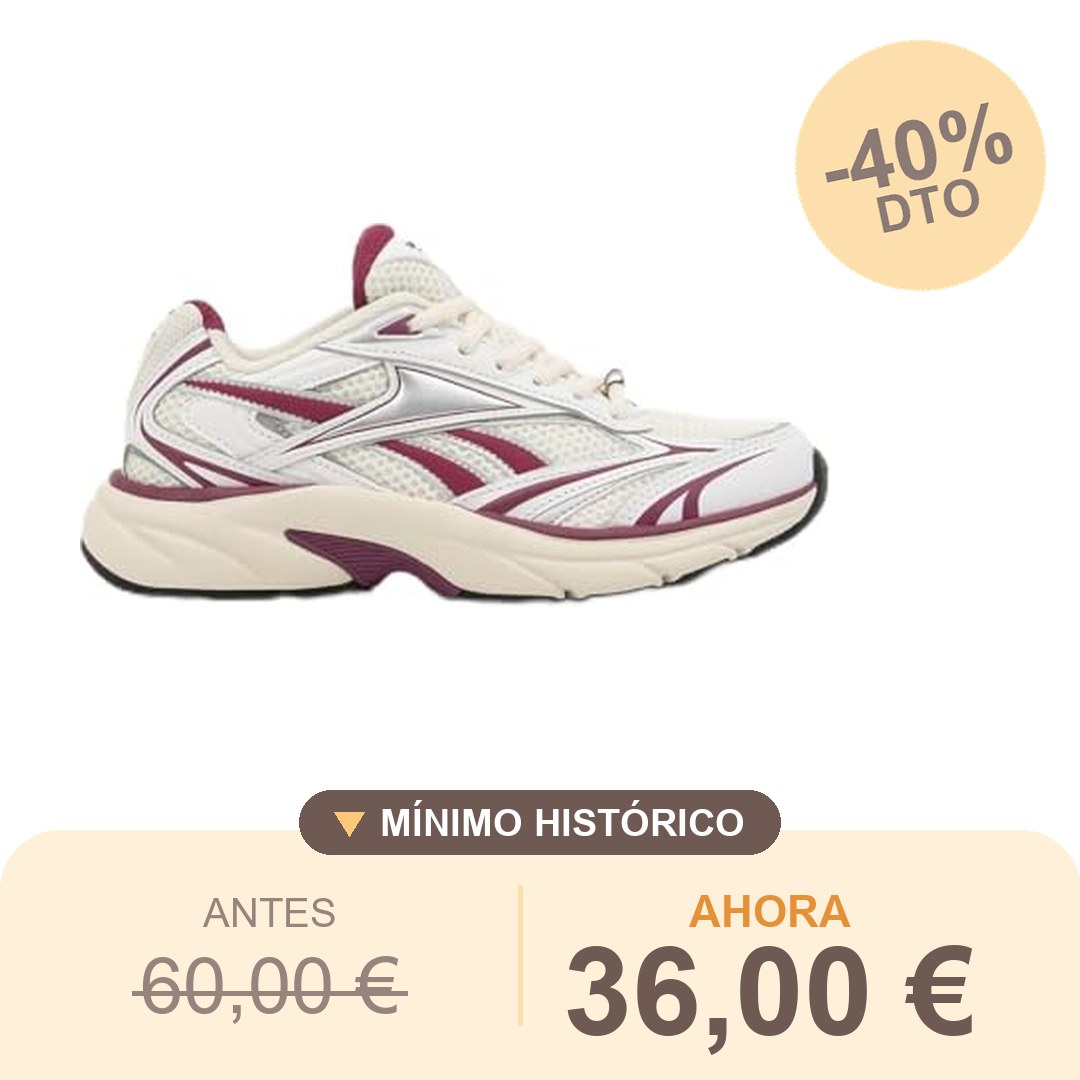 -40%
DTO
MÍNIMO HISTÓRICO
ANTES
60,00 €
AHORA
36,00 €